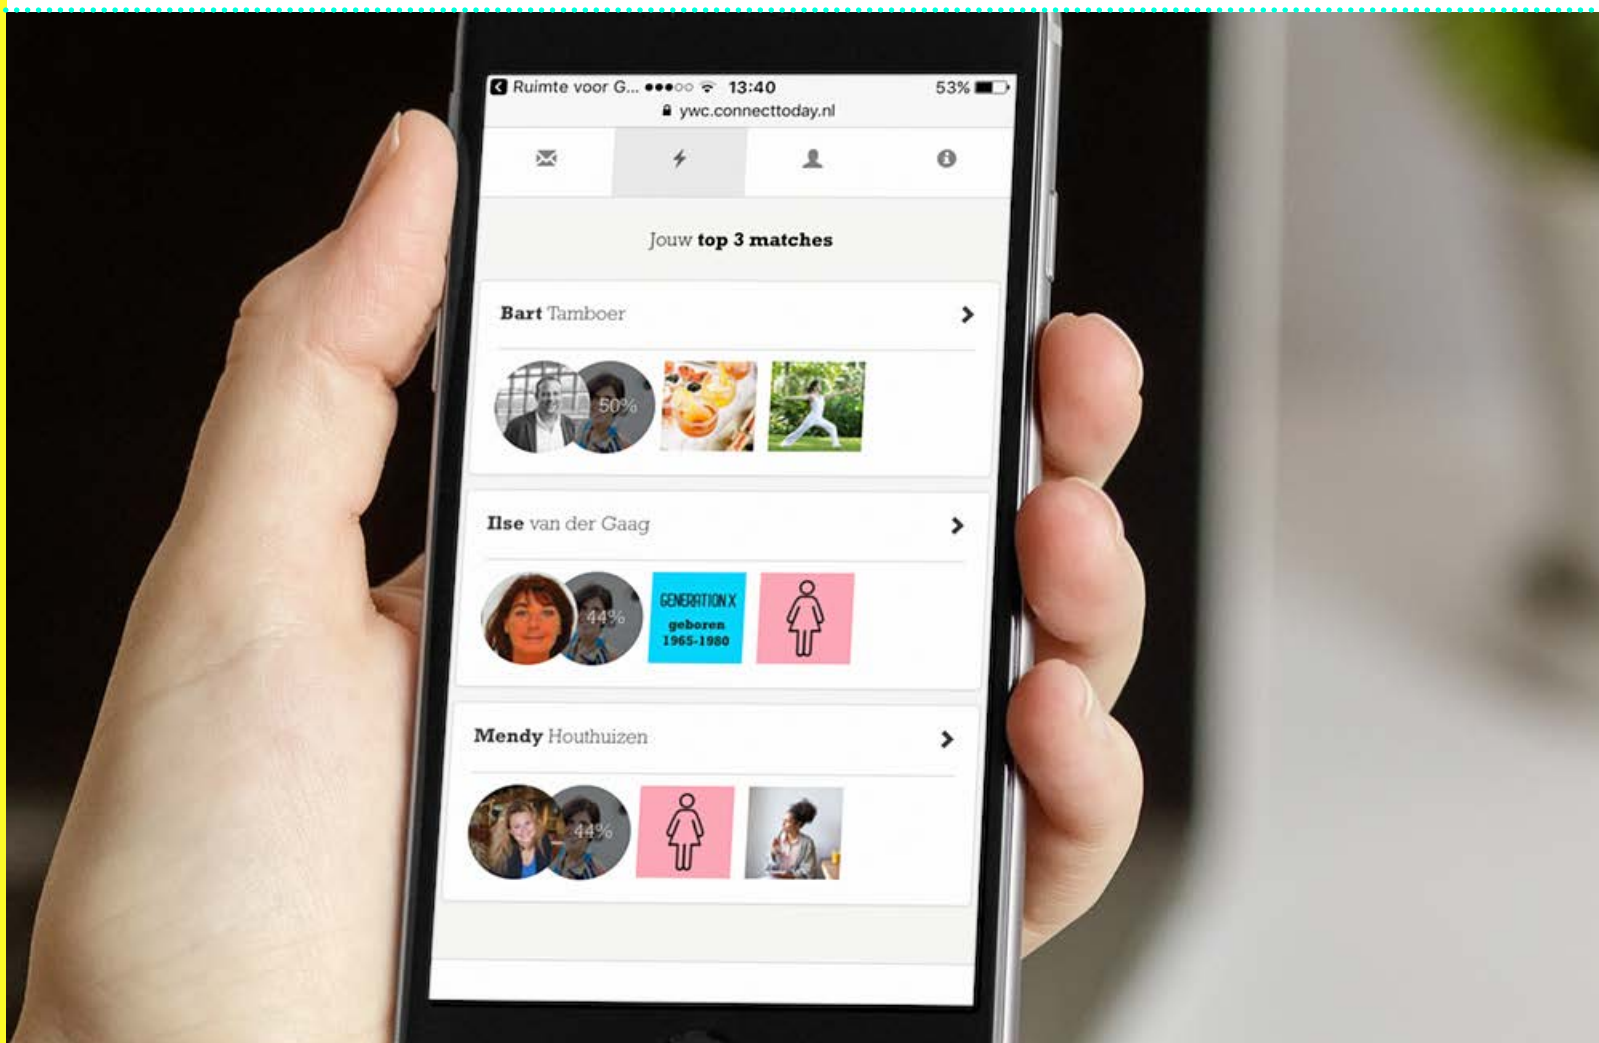 Ruimte voor G... 13:40 53%
ywc.connecttoday.nl
Jouw top 3 matches
Bart Tamboer
50%
Ilse van der Gaag
44%
GENERATION X
geboren
1965-1980
Mendy Houthuizen
44%